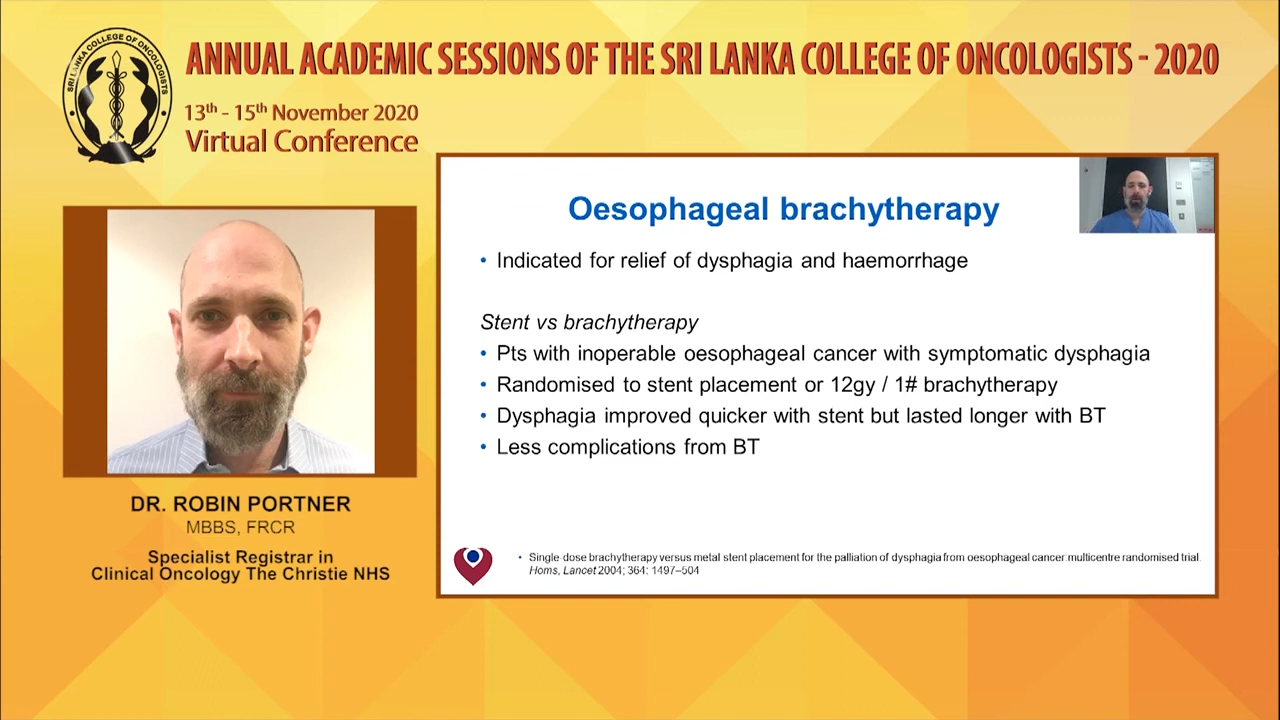 SRI LANKA COLLEGE OF ONCOLOGISTS
ANNUAL ACADEMIC SESSIONS OF THE SRI LANKA COLLEGE OF ONCOLOGISTS - 2020
13th - 15th November 2020
Virtual Conference
DR. ROBIN PORTNER
MBBS, FRCR
Specialist Registrar in
Clinical Oncology The Christie NHS
Oesophageal brachytherapy
• Indicated for relief of dysphagia and haemorrhage
Stent vs brachytherapy
• Pts with inoperable oesophageal cancer with symptomatic dysphagia
• Randomised to stent placement or 12gy / 1# brachytherapy
• Dysphagia improved quicker with stent but lasted longer with BT
• Less complications from BT
• Single-dose brachytherapy versus metal stent placement for the palliation of dysphagia from oesophageal cancer:multicentre randomised trial.
Homs, Lancet 2004; 364: 1497–504